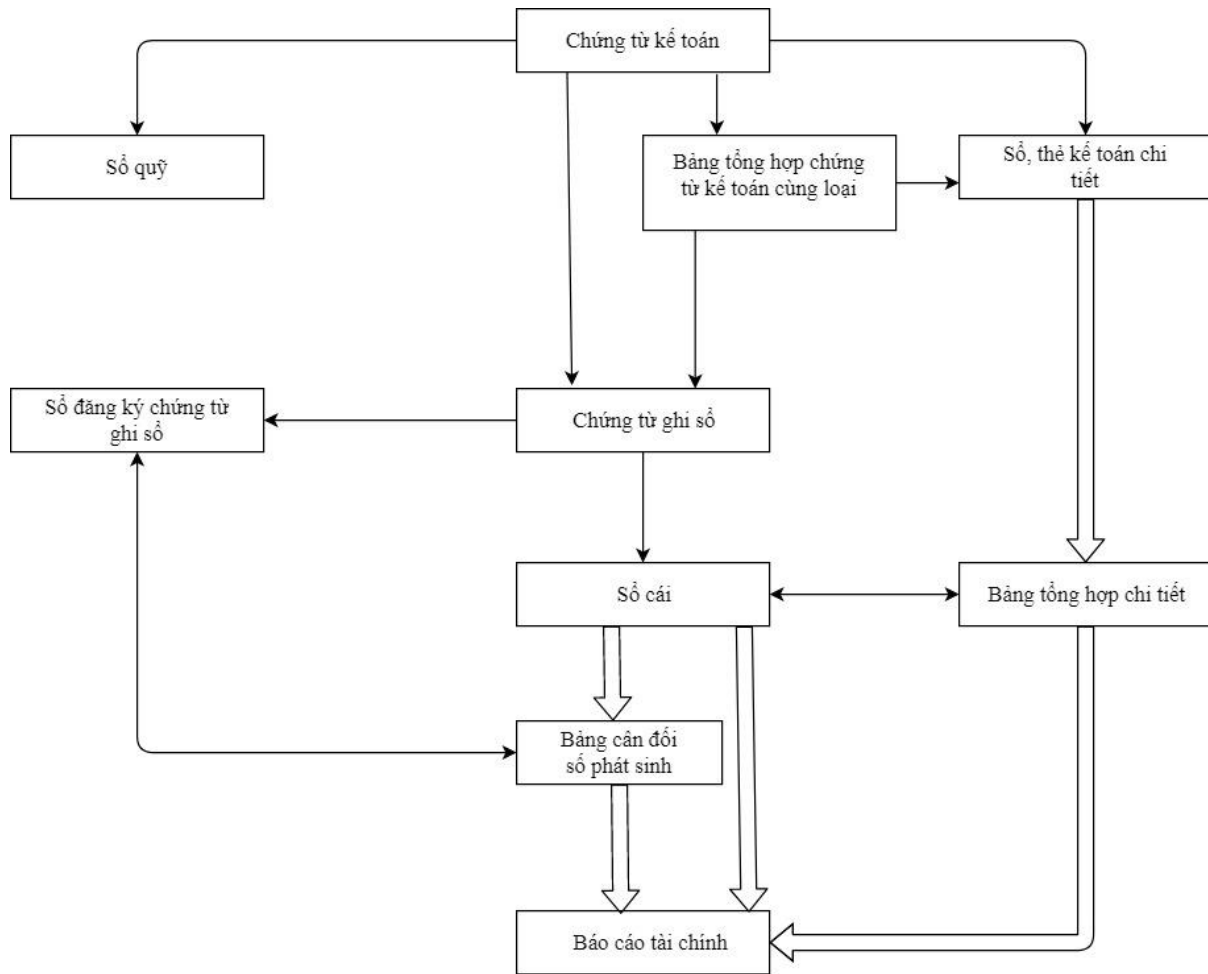 Chứng từ kế toán
Sổ quỹ
Bảng tổng hợp chứng
từ kế toán cùng loại
Sổ, thẻ kế toán chi
tiết
Sổ đăng ký chứng từ
ghi sổ
Chứng từ ghi sổ
Sổ cái
Bảng tổng hợp chi tiết
Bảng cân đối
số phát sinh
Báo cáo tài chính